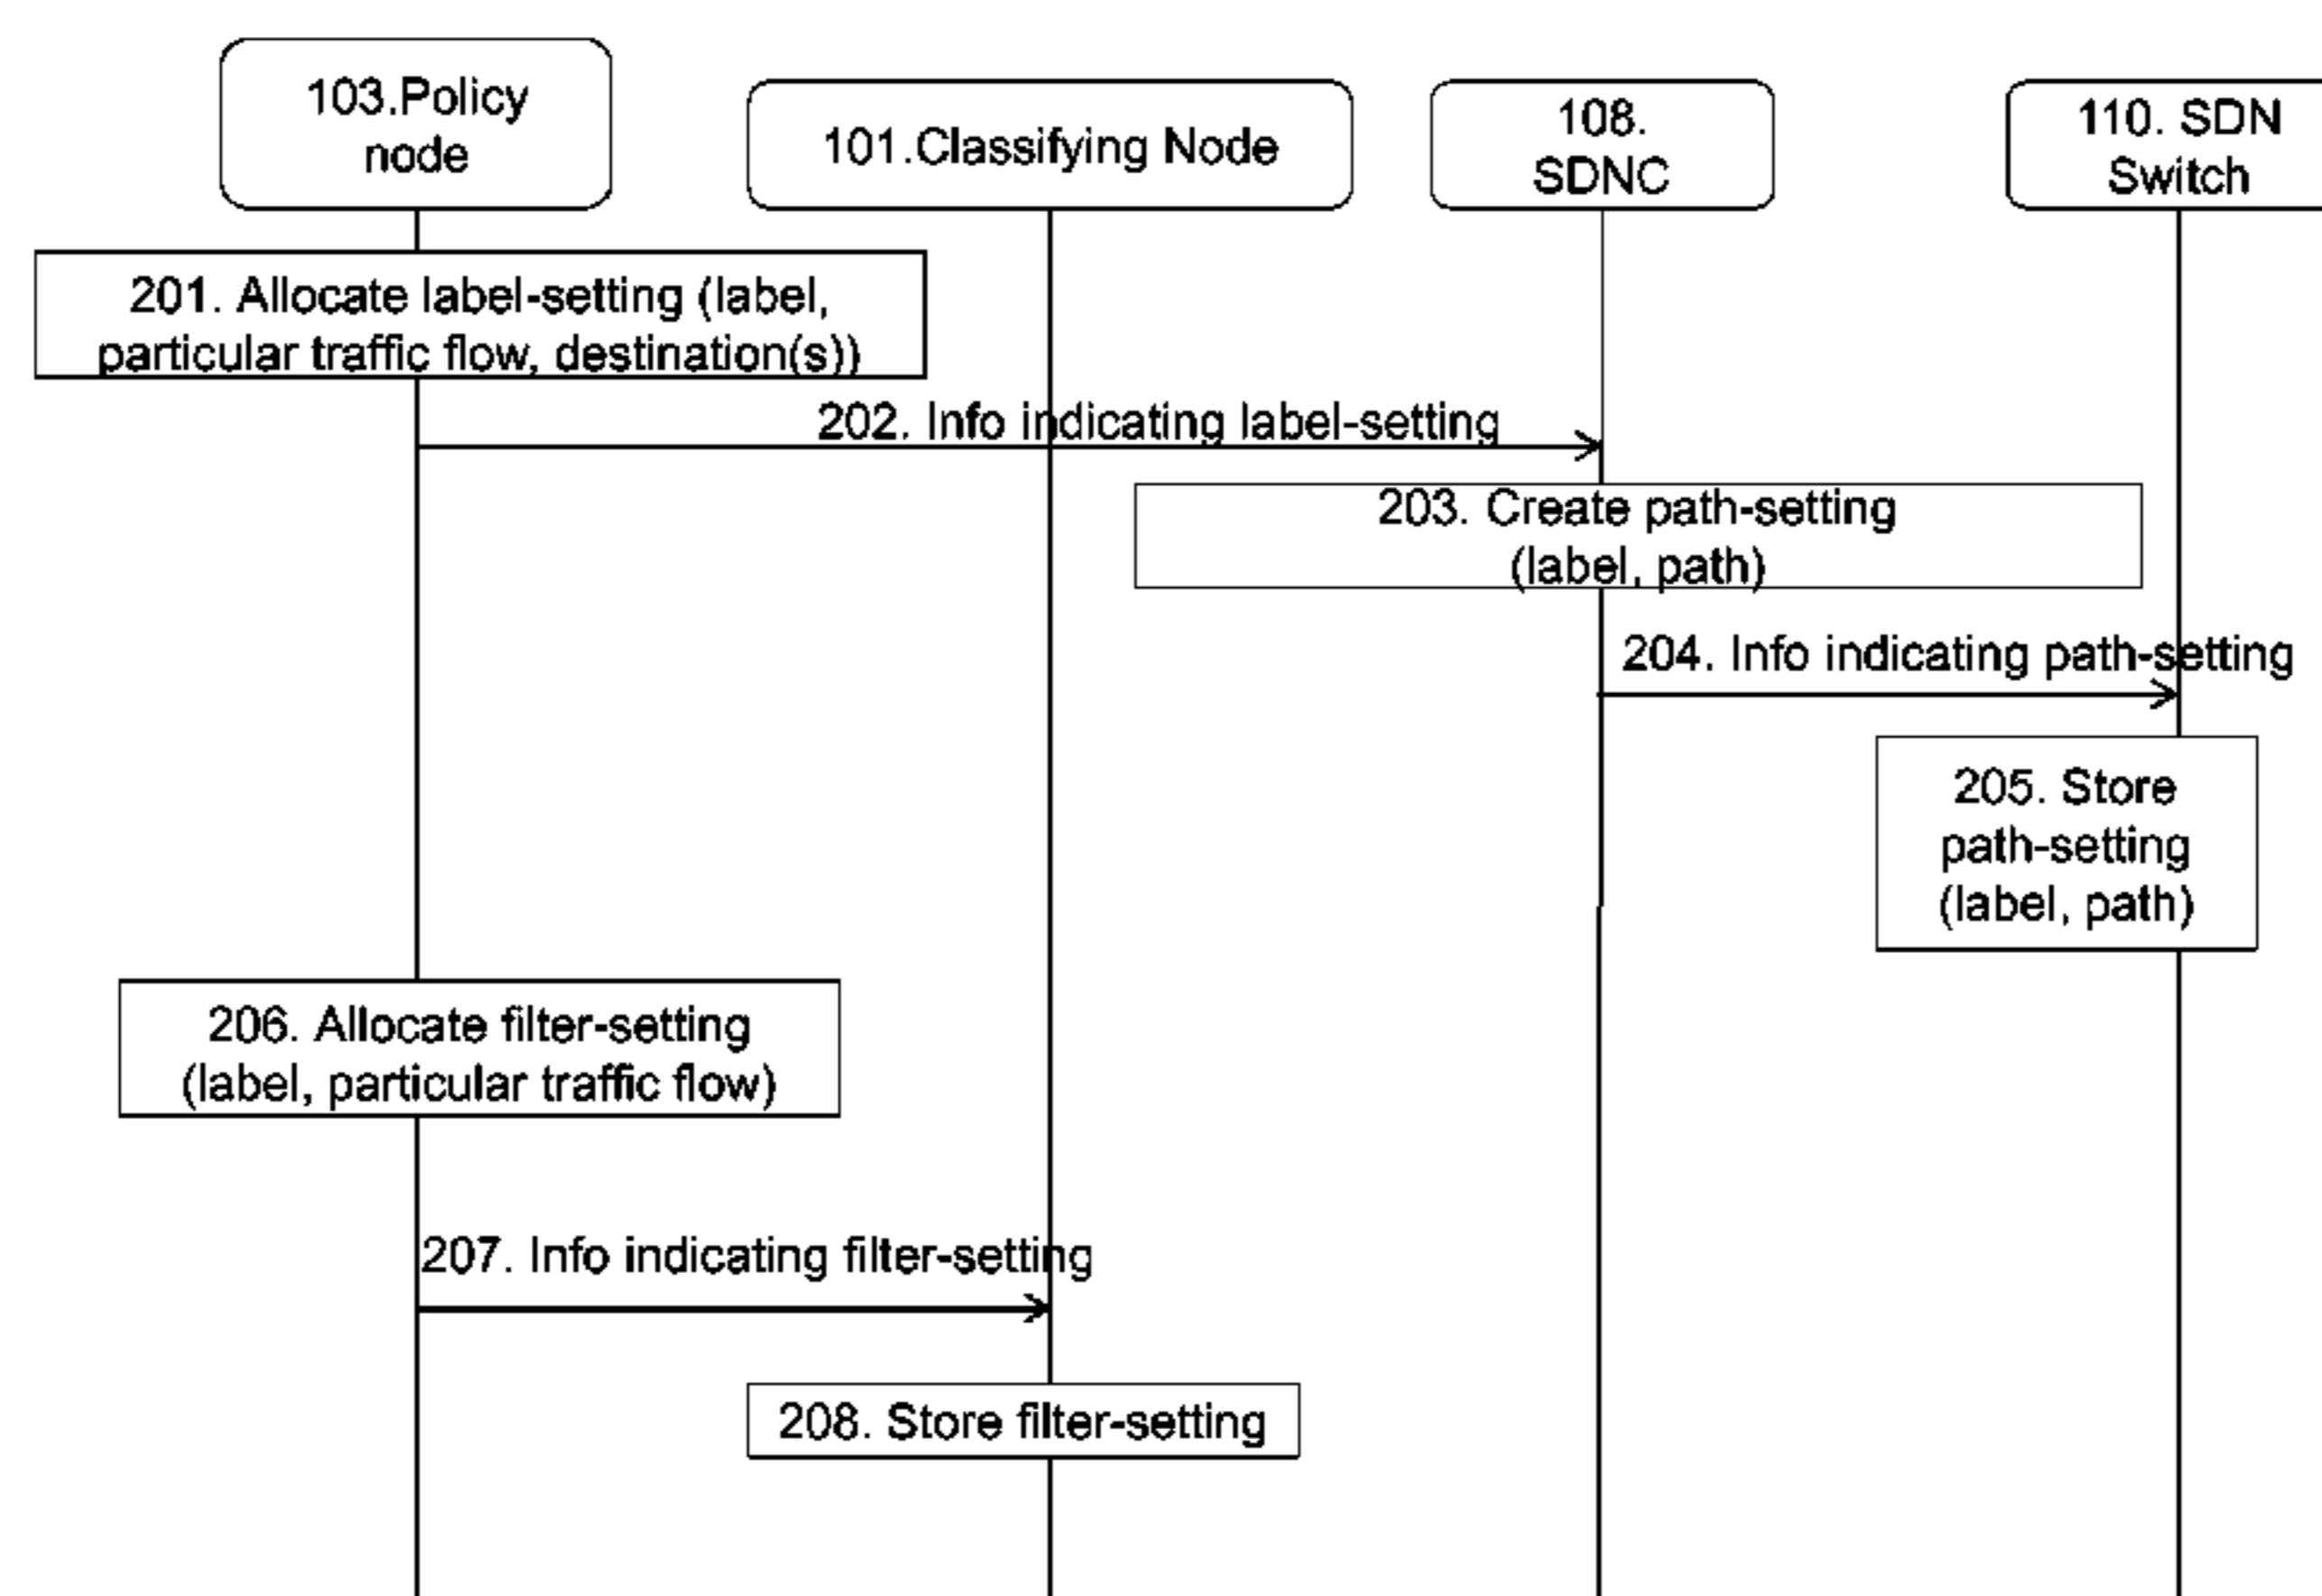 103.Policy
node
101.Classifying Node
108.
SDNC
110. SDN
Switch
201. Allocate label-setting (label,
particular traffic flow, destination(s))
202. Info indicating label-setting
203. Create path-setting
(label, path)
204. Info indicating path-setting
205. Store
path-setting
(label, path)
206. Allocate filter-setting
(label, particular traffic flow)
207. Info indicating filter-setting
208. Store filter-setting